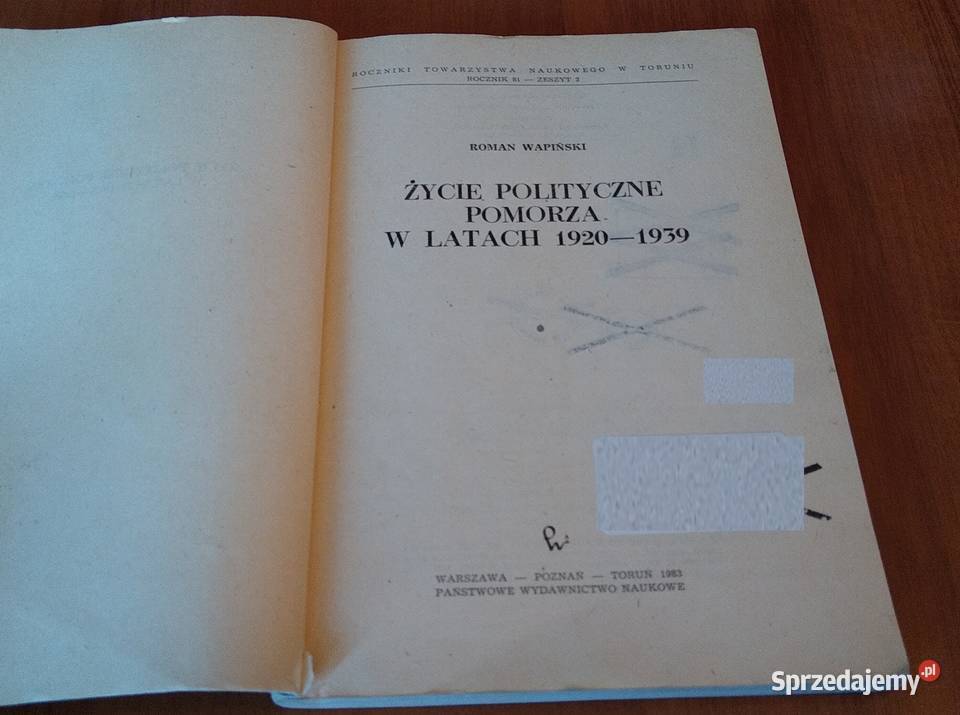 ROCZNIKI TOWARZYSTWA NAUKOWEGO W TORUNIU
ROCZNIK 81 — ZESZYT 2
ROMAN WAPIŃSKI
ŻYCIE POLITYCZNE
POMORZA
W LATACH 1920—1939
WARSZAWA — POZNAŃ — TORUŃ 1983
PAŃSTWOWE WYDAWNICTWO NAUKOWE
Sprzedajemy.pl